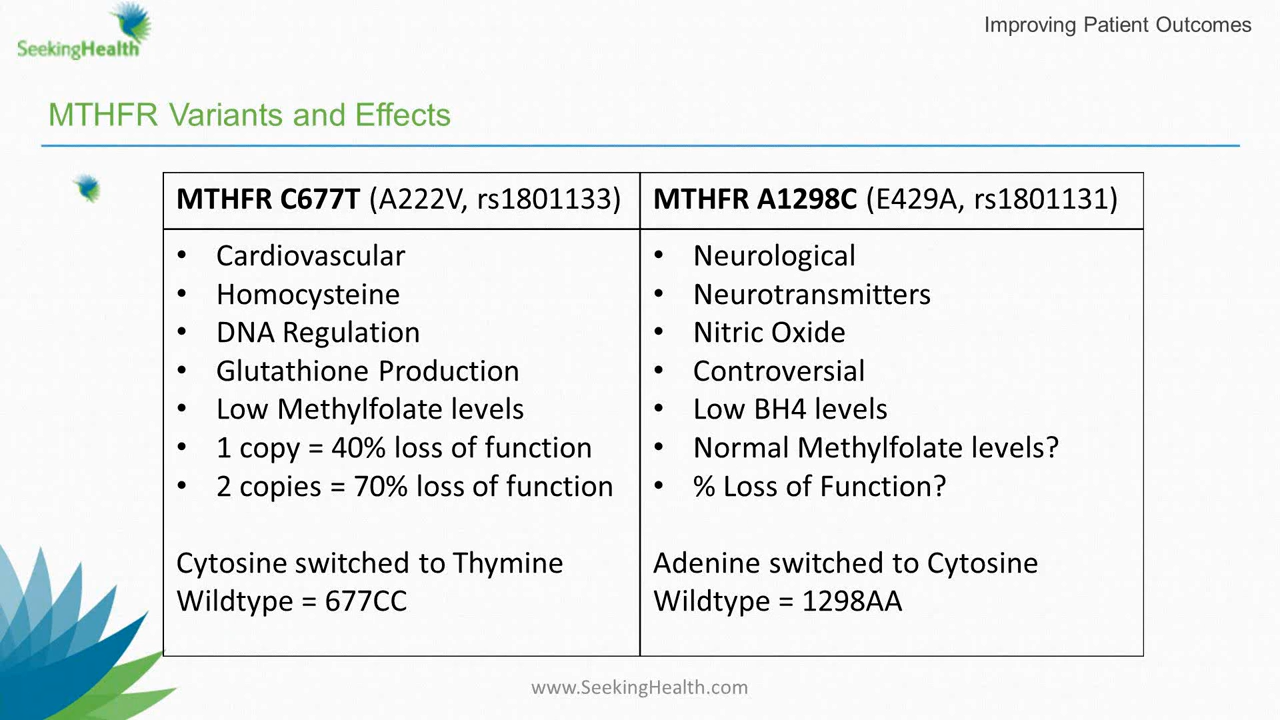 SeekingHealth
Improving Patient Outcomes
MTHFR Variants and Effects
MTHFR C677T (A222V, rs1801133)
• Cardiovascular
• Homocysteine
• DNA Regulation
• Glutathione Production
• Low Methylfolate levels
• 1 copy = 40% loss of function
• 2 copies = 70% loss of function
Cytosine switched to Thymine
Wildtype = 677CC
MTHFR A1298C (E429A, rs1801131)
• Neurological
• Neurotransmitters
• Nitric Oxide
• Controversial
• Low BH4 levels
• Normal Methylfolate levels?
• % Loss of Function?
Adenine switched to Cytosine
Wildtype = 1298AA
www.SeekingHealth.com